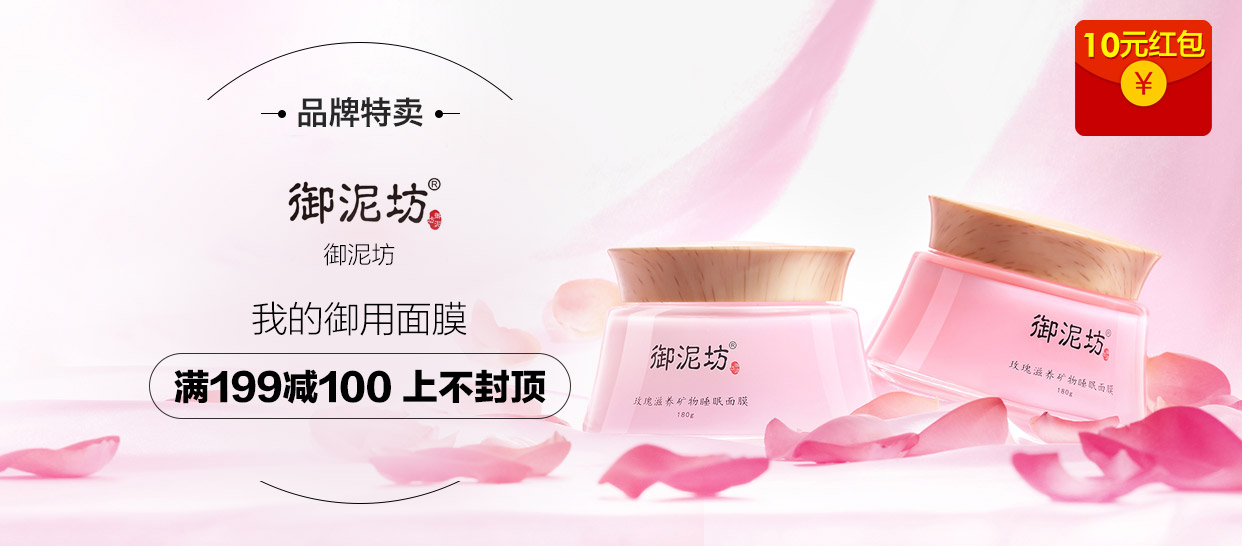 10元红包
¥
品牌特卖
御泥坊®
御泥坊
我的御用面膜
满199减100 上不封顶
御泥坊®
玫瑰滋养矿物睡眠面膜
180g
御泥坊®
玫瑰滋养矿物睡眠面膜
180g